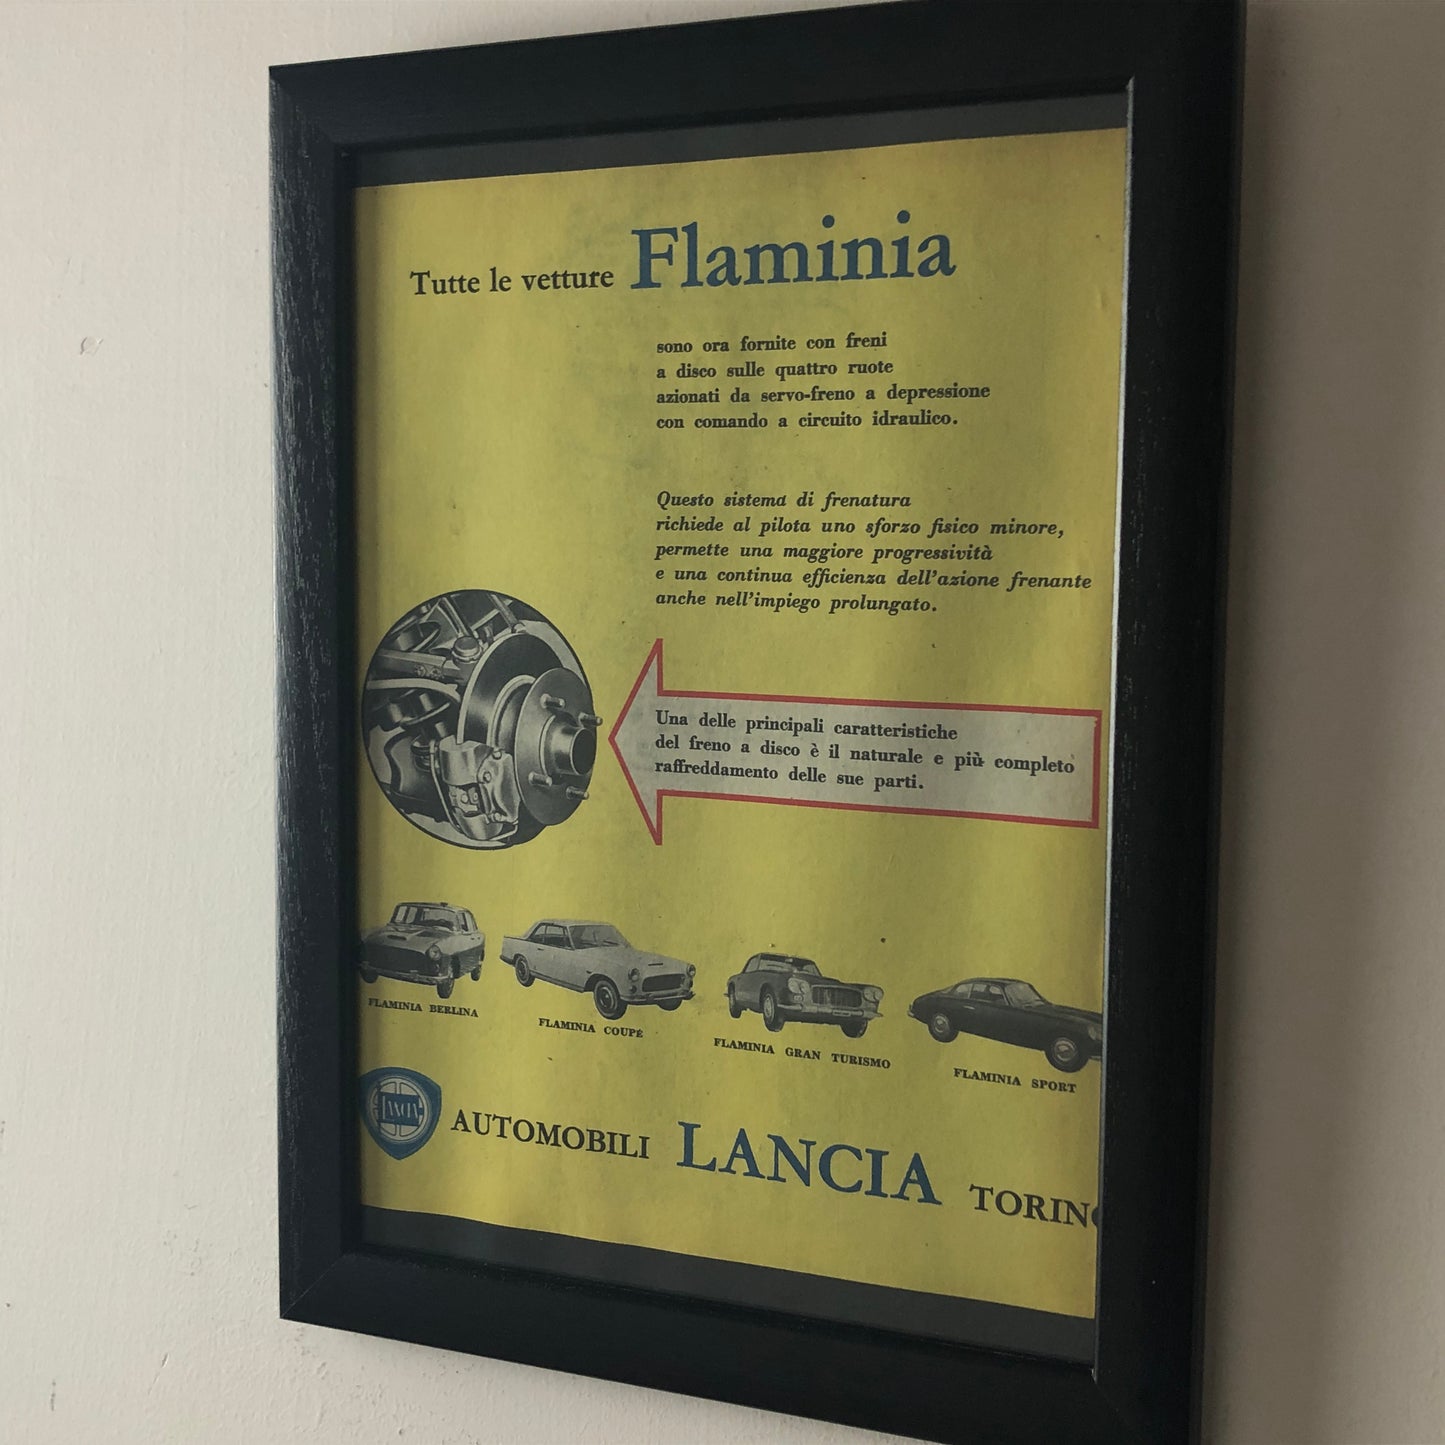 Tutte le vetture Flaminia
sono ora fornite con freni
a disco sulle quattro ruote
azionati da servo-freno a depressione
con comando a circuito idraulico.
Questo sistema di frenatura
richiede al pilota uno sforzo fisico minore,
permette una maggiore progressività
e una continua efficienza dell'azione frenante
anche nell'impiego prolungato.
Una delle principali caratteristiche
del freno a disco è il naturale e più completo
raffreddamento delle sue parti.
FLAMINIA BERLINA
FLAMINIA COUPÉ
FLAMINIA GRAN TURISMO
FLAMINIA SPORT
LANCIA
AUTOMOBILI LANCIA TORINO